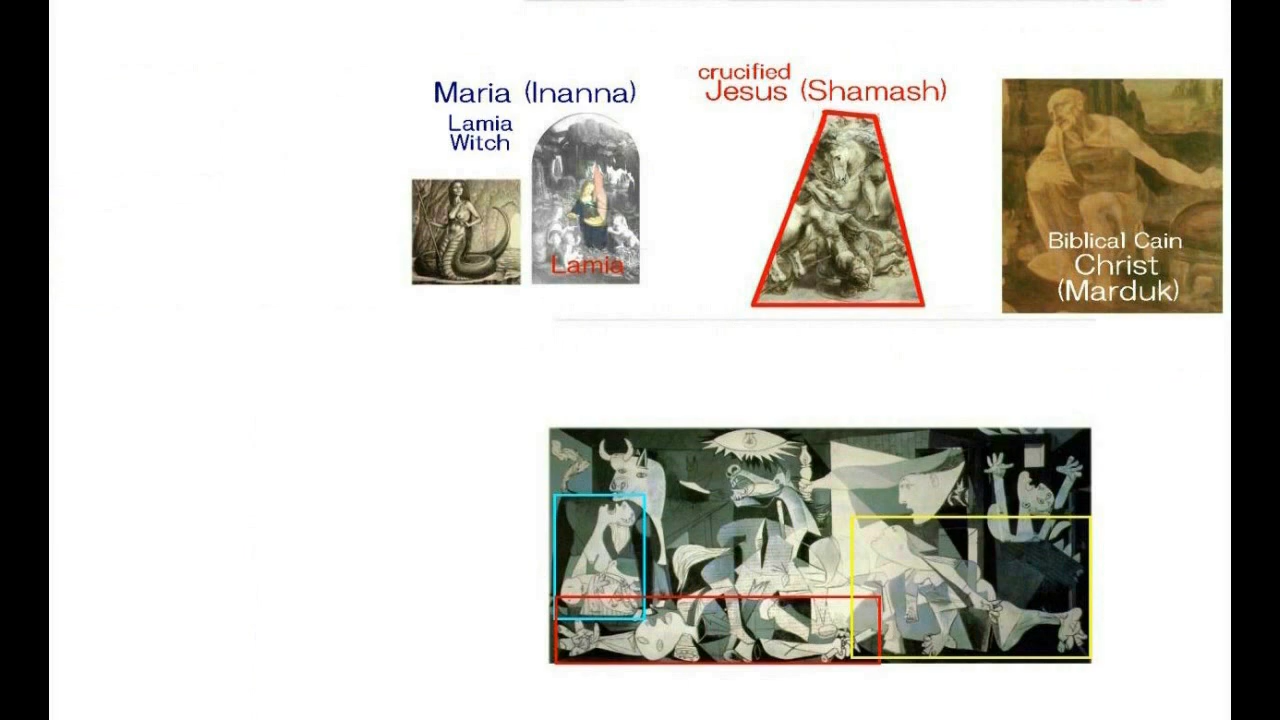 Maria (Inanna)
Lamia
Witch
Lamia
crucified
Jesus (Shamash)
Biblical Cain
Christ
(Marduk)